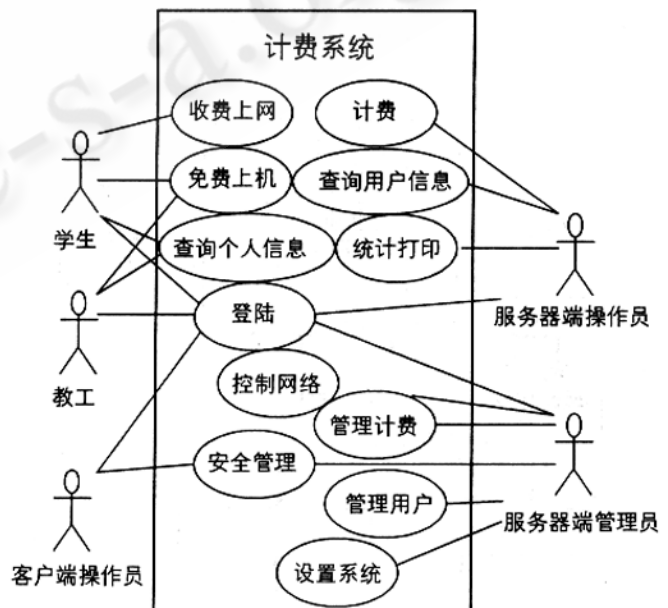 计费系统
收费上网
计费
免费上机
查询用户信息
学生
查询个人信息
统计打印
登陆
服务器端操作员
教工
控制网络
管理计费
安全管理
管理用户
服务器端管理员
客户端操作员
设置系统